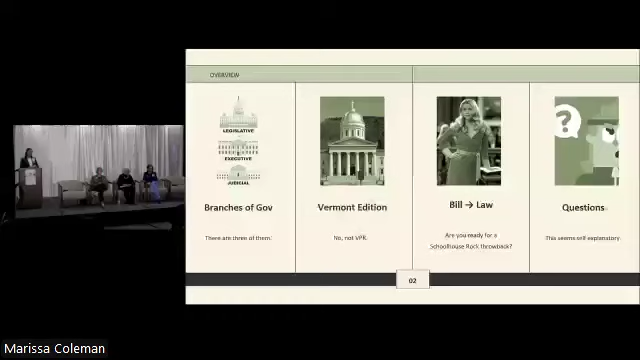 OVERVIEW
LEGISLATIVE
EXECUTIVE
JUDICIAL
Branches of Gov
There are three of them.
Vermont Edition
No, not VPR.
Bill → Law
Are you ready for a
Schoolhouse Rock throwback?
?
Questions
This seems self explanatory
02
Marissa Coleman